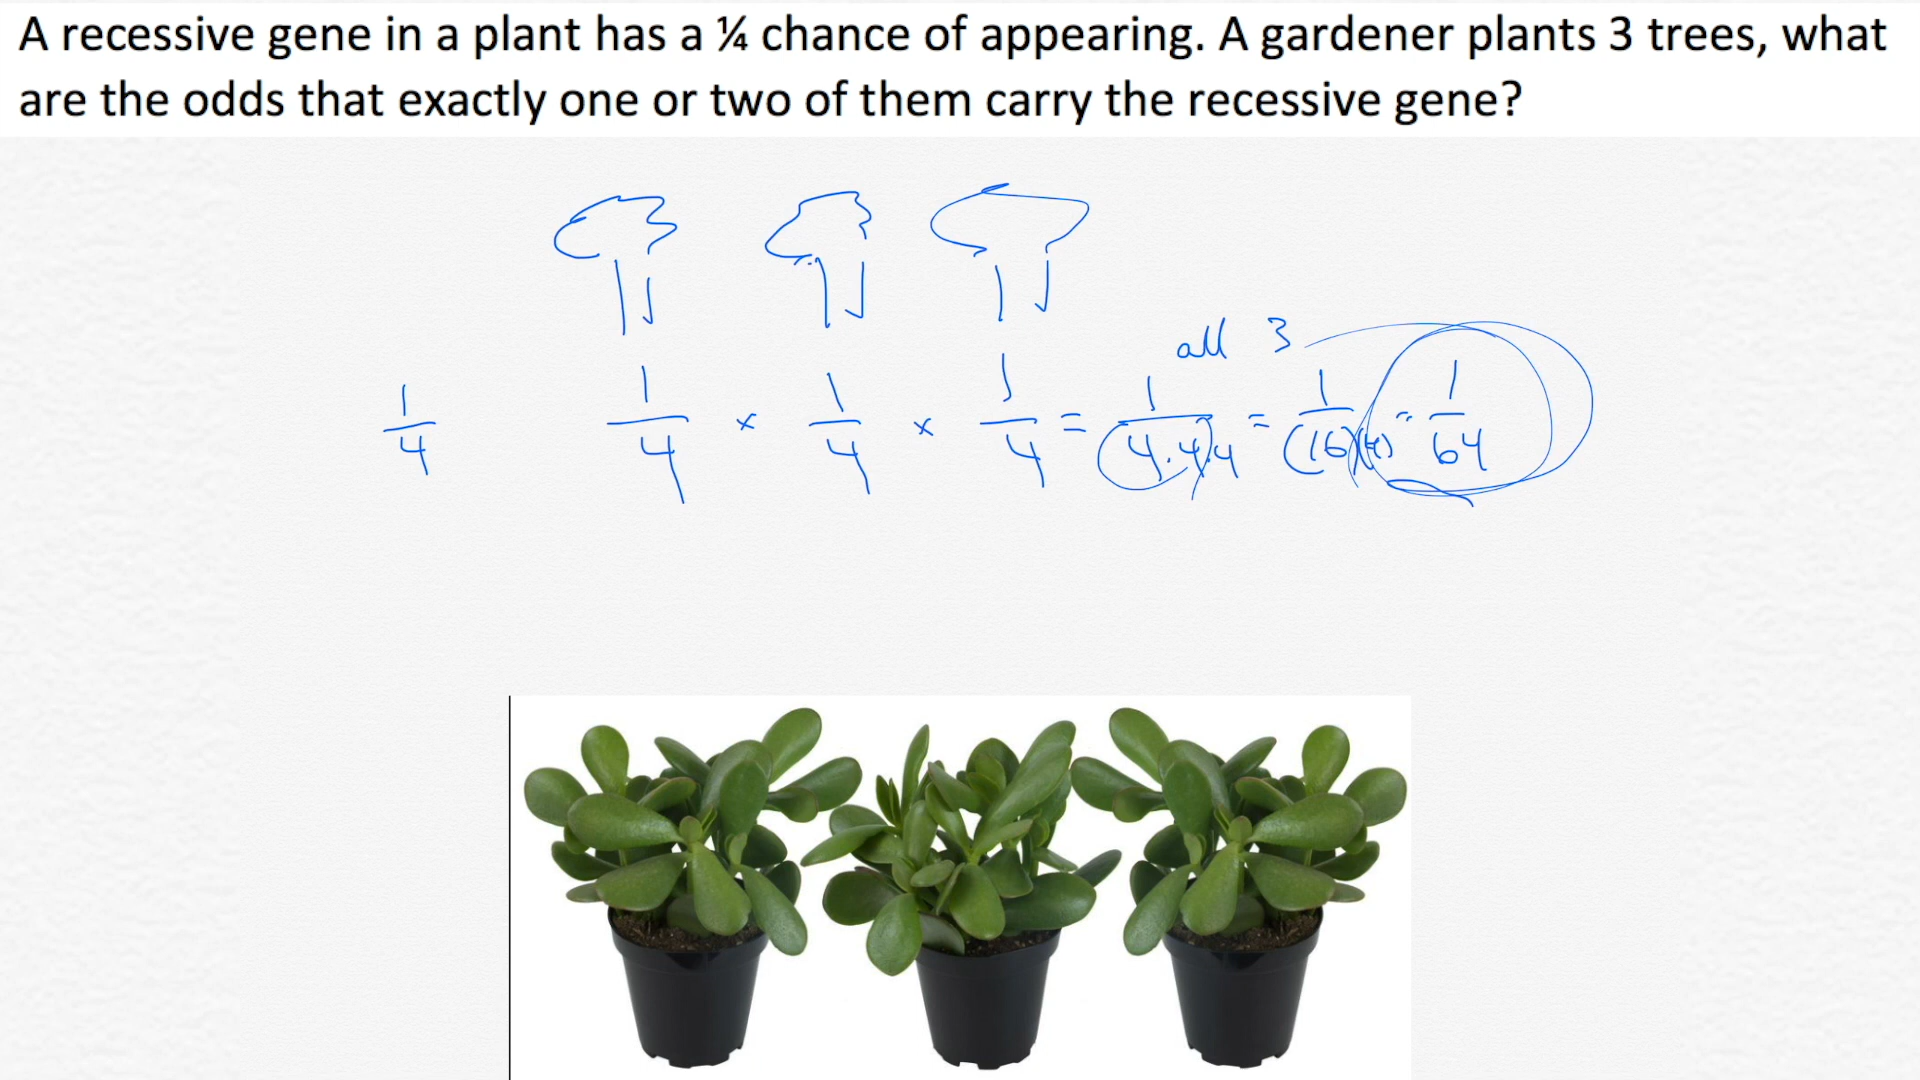 A recessive gene in a plant has a ¼ chance of appearing. A gardener plants 3 trees, what
are the odds that exactly one or two of them carry the recessive gene?
all 3
1/4 1/4 × 1/4 × 1/4 = 1/4·4·4 = 1/(16)(4) = 1/64